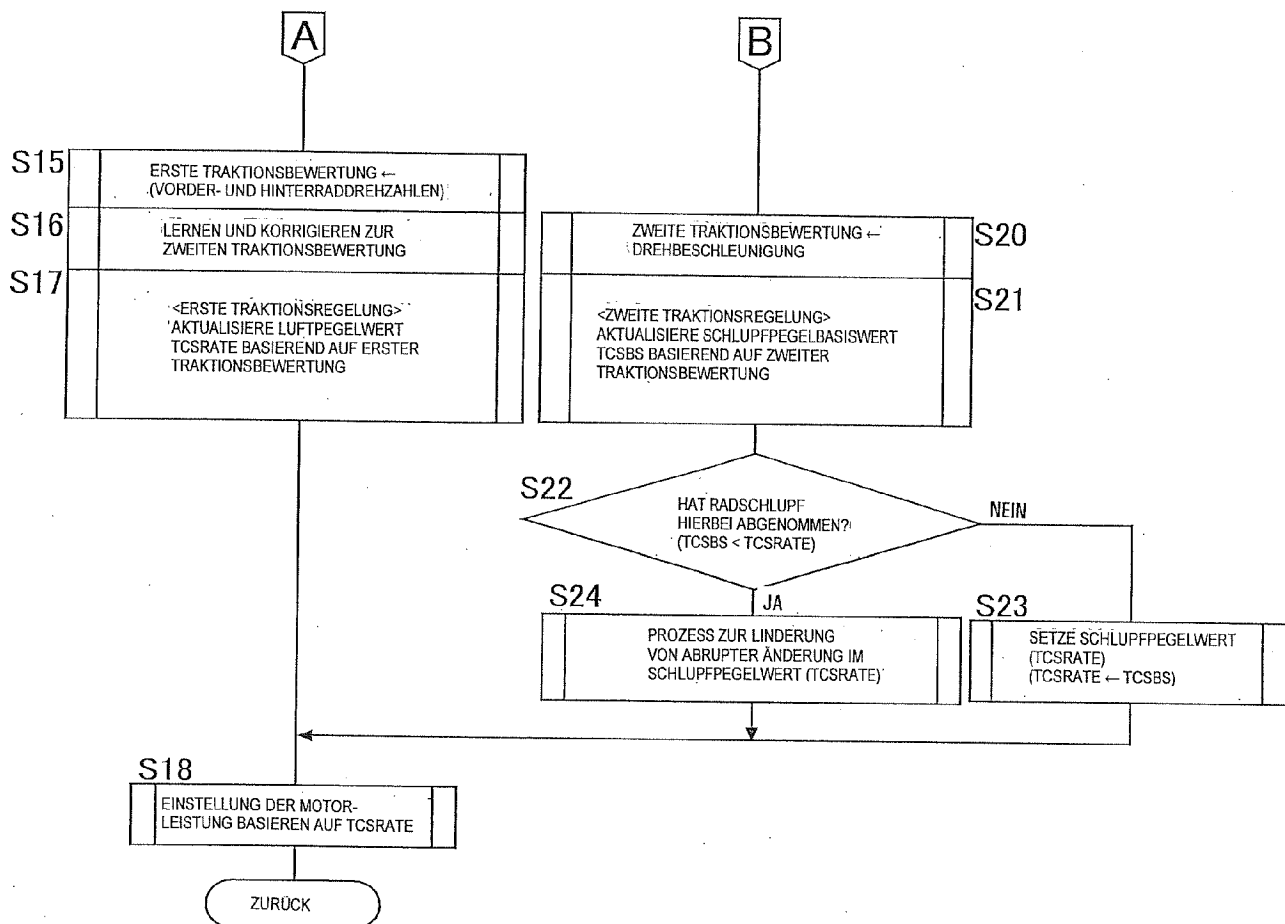 A
B
S15
ERSTE TRAKTIONSBEWERTUNG ←
(VORDER- UND HINTERRADDREHZAHLEN)
S16
LERNEN UND KORRIGIEREN ZUR
ZWEITEN TRAKTIONSBEWERTUNG
S17
<ERSTE TRAKTIONSREGELUNG>
AKTUALISIERE LUFTPEGELWERT
TCSRATE BASIEREND AUF ERSTER
TRAKTIONSBEWERTUNG
ZWEITE TRAKTIONSBEWERTUNG ←
DREHBESCHLEUNIGUNG
S20
<ZWEITE TRAKTIONSREGELUNG>
AKTUALISIERE SCHLUPFPEGELBASISWERT
TCSBS BASIEREND AUF ZWEITER
TRAKTIONSBEWERTUNG
S21
S22
HAT RADSCHLUPF
HIERBEI ABGENOMMEN?
(TCSBS < TCSRATE)
NEIN
JA
S24
PROZESS ZUR LINDERUNG
VON ABRUPTER ÄNDERUNG IM
SCHLUPFPEGELWERT (TCSRATE)
S23
SETZE SCHLUPFPEGELWERT
(TCSRATE)
(TCSRATE ← TCSBS)
S18
EINSTELLUNG DER MOTOR-
LEISTUNG BASIEREN AUF TCSRATE
ZURÜCK